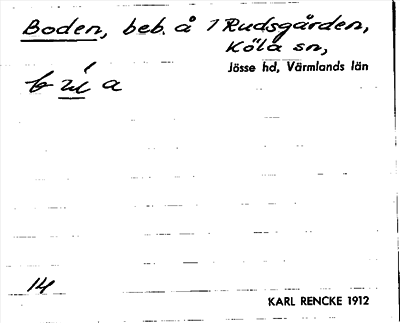 Boden, beb. å 1 Rudsgården,
Köla sn,
Jösse hd, Värmlands län
14
KARL RENCKE 1912